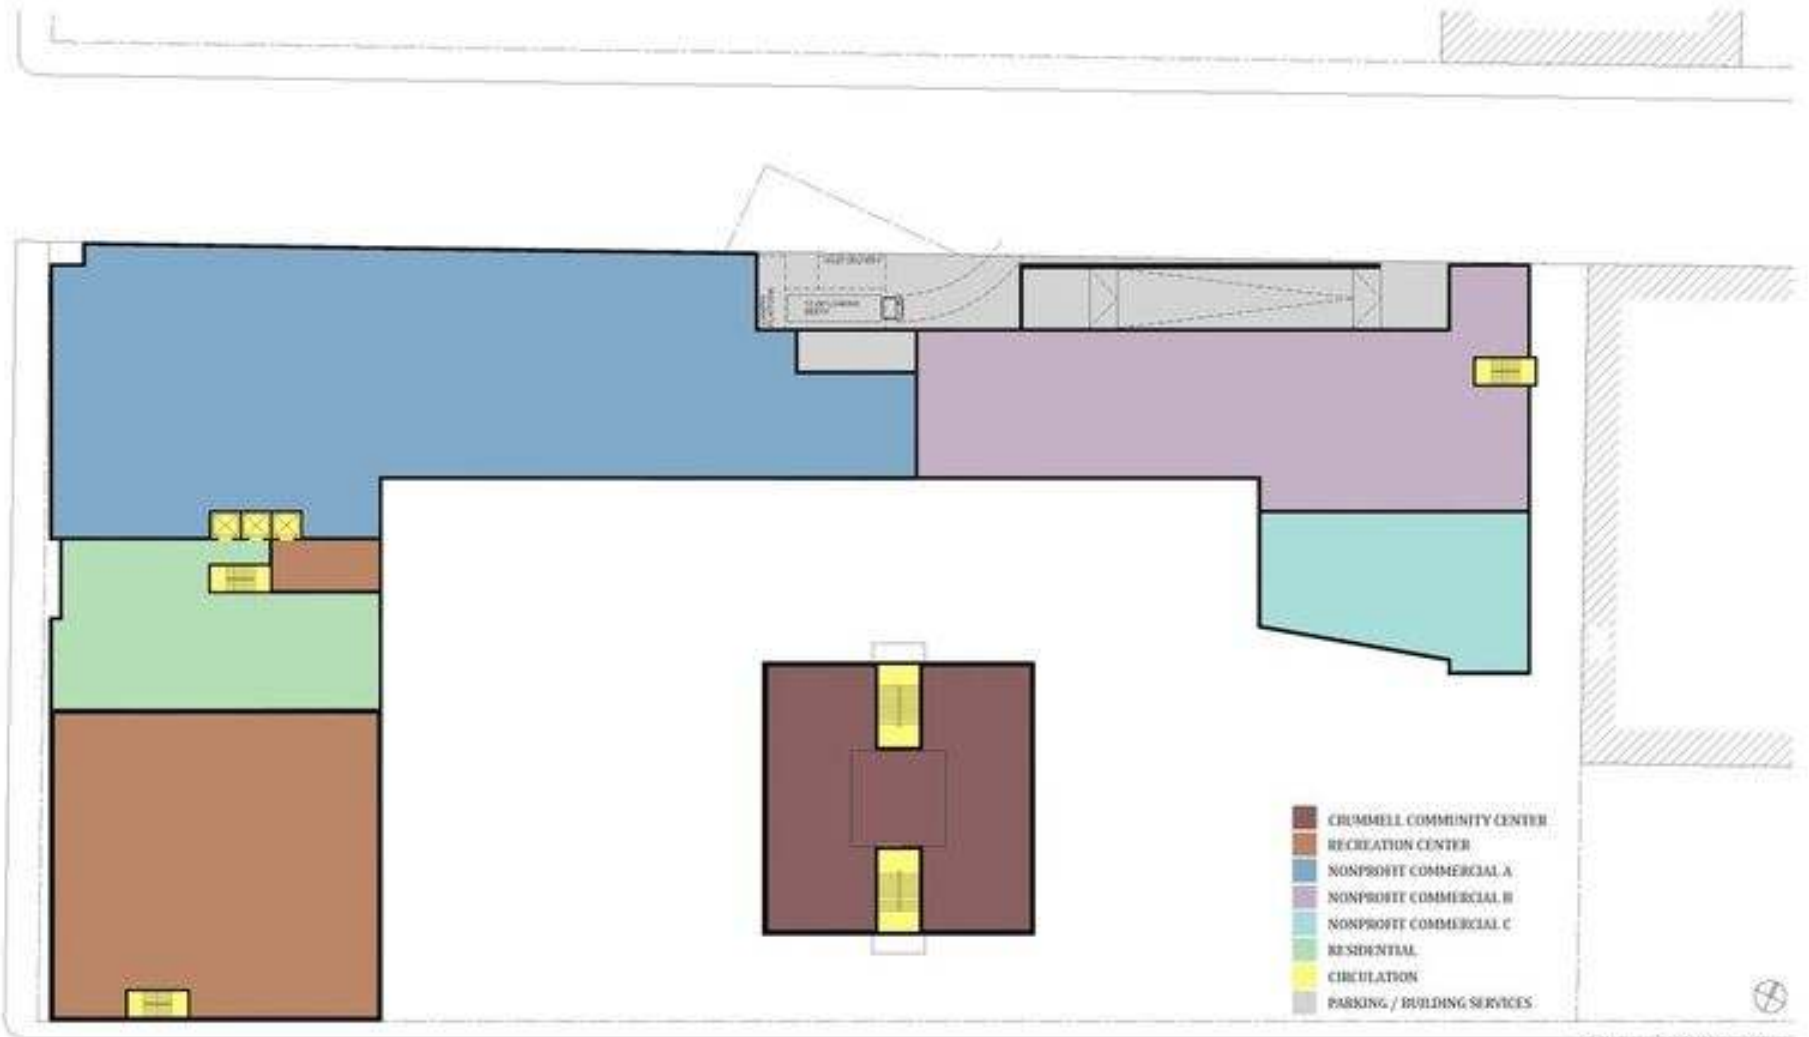 CRUMMELL COMMUNITY CENTER
RECREATION CENTER
NONPROFIT COMMERCIAL A
NONPROFIT COMMERCIAL B
NONPROFIT COMMERCIAL C
RESIDENTIAL
CIRCULATION
PARKING / BUILDING SERVICES